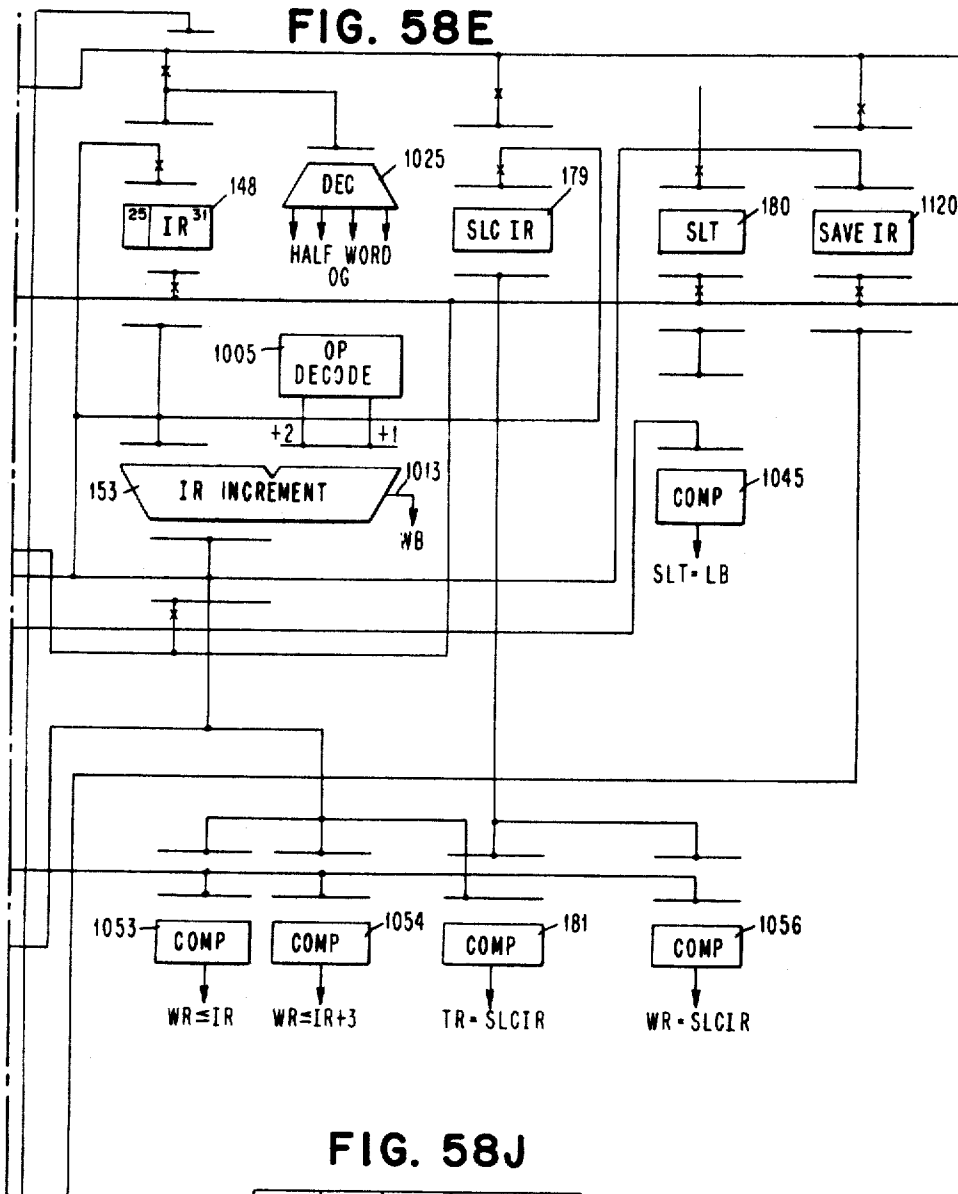 FIG. 58E
1025
148
179
180
1120
25 IR 31
DEC
SLC IR
SLT
SAVE IR
HALF WORD
OG
1005
OP
DECODE
+2 +1
153
IR INCREMENT
1013
WB
COMP
1045
SLT=LB
1053
COMP
1054
COMP
181
COMP
1056
COMP
WR≤IR
WR≤IR+3
TR=SLCIR
WR=SLCIR
FIG. 58J